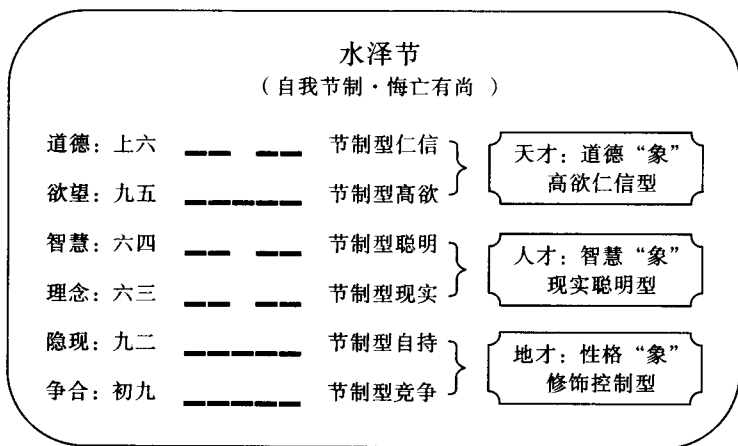 水泽节
（自我节制·悔亡有尚）
道德：上六 节制型仁信
欲望：九五 节制型高欲
天才：道德“象”
高欲仁信型
智慧：六四 节制型聪明
理念：六三 节制型现实
人才：智慧“象”
现实聪明型
隐现：九二 节制型自持
争合：初九 节制型竞争
地才：性格“象”
修饰控制型